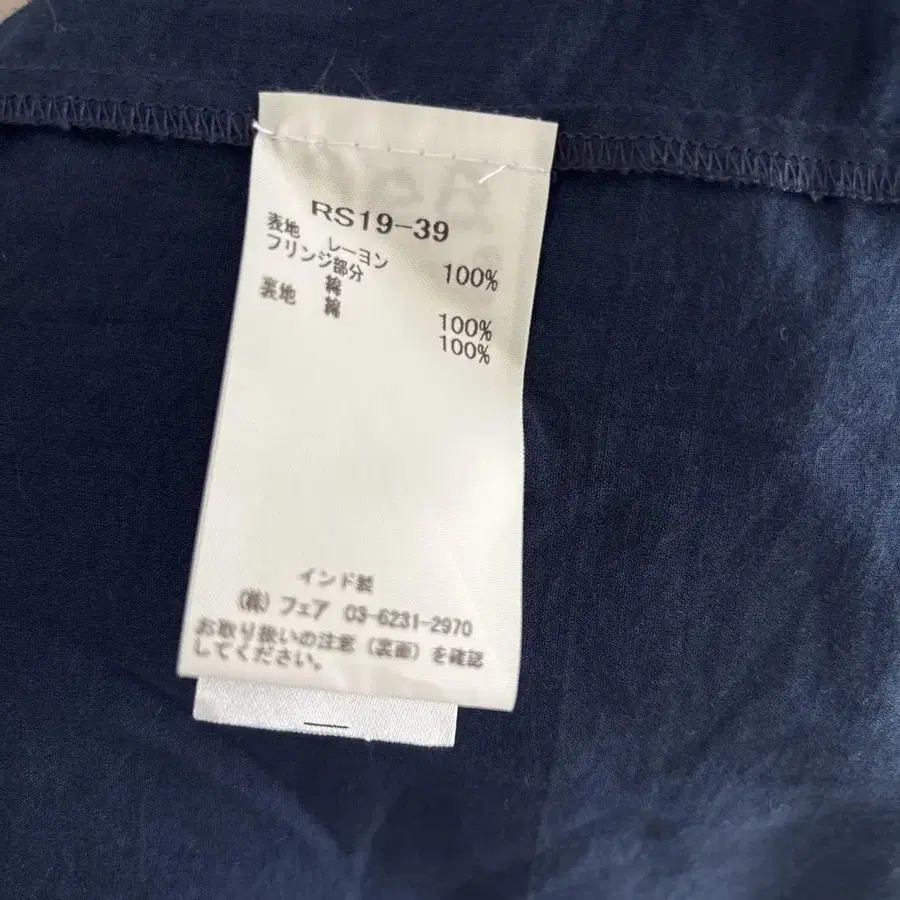 RS19-39
表地 レーヨン 100%
フリンジ部分
綿 100%
裏地 綿 100%
インド製
(株) フェア 03-6231-2970
お取り扱いの注意(裏面)を確認
してください。